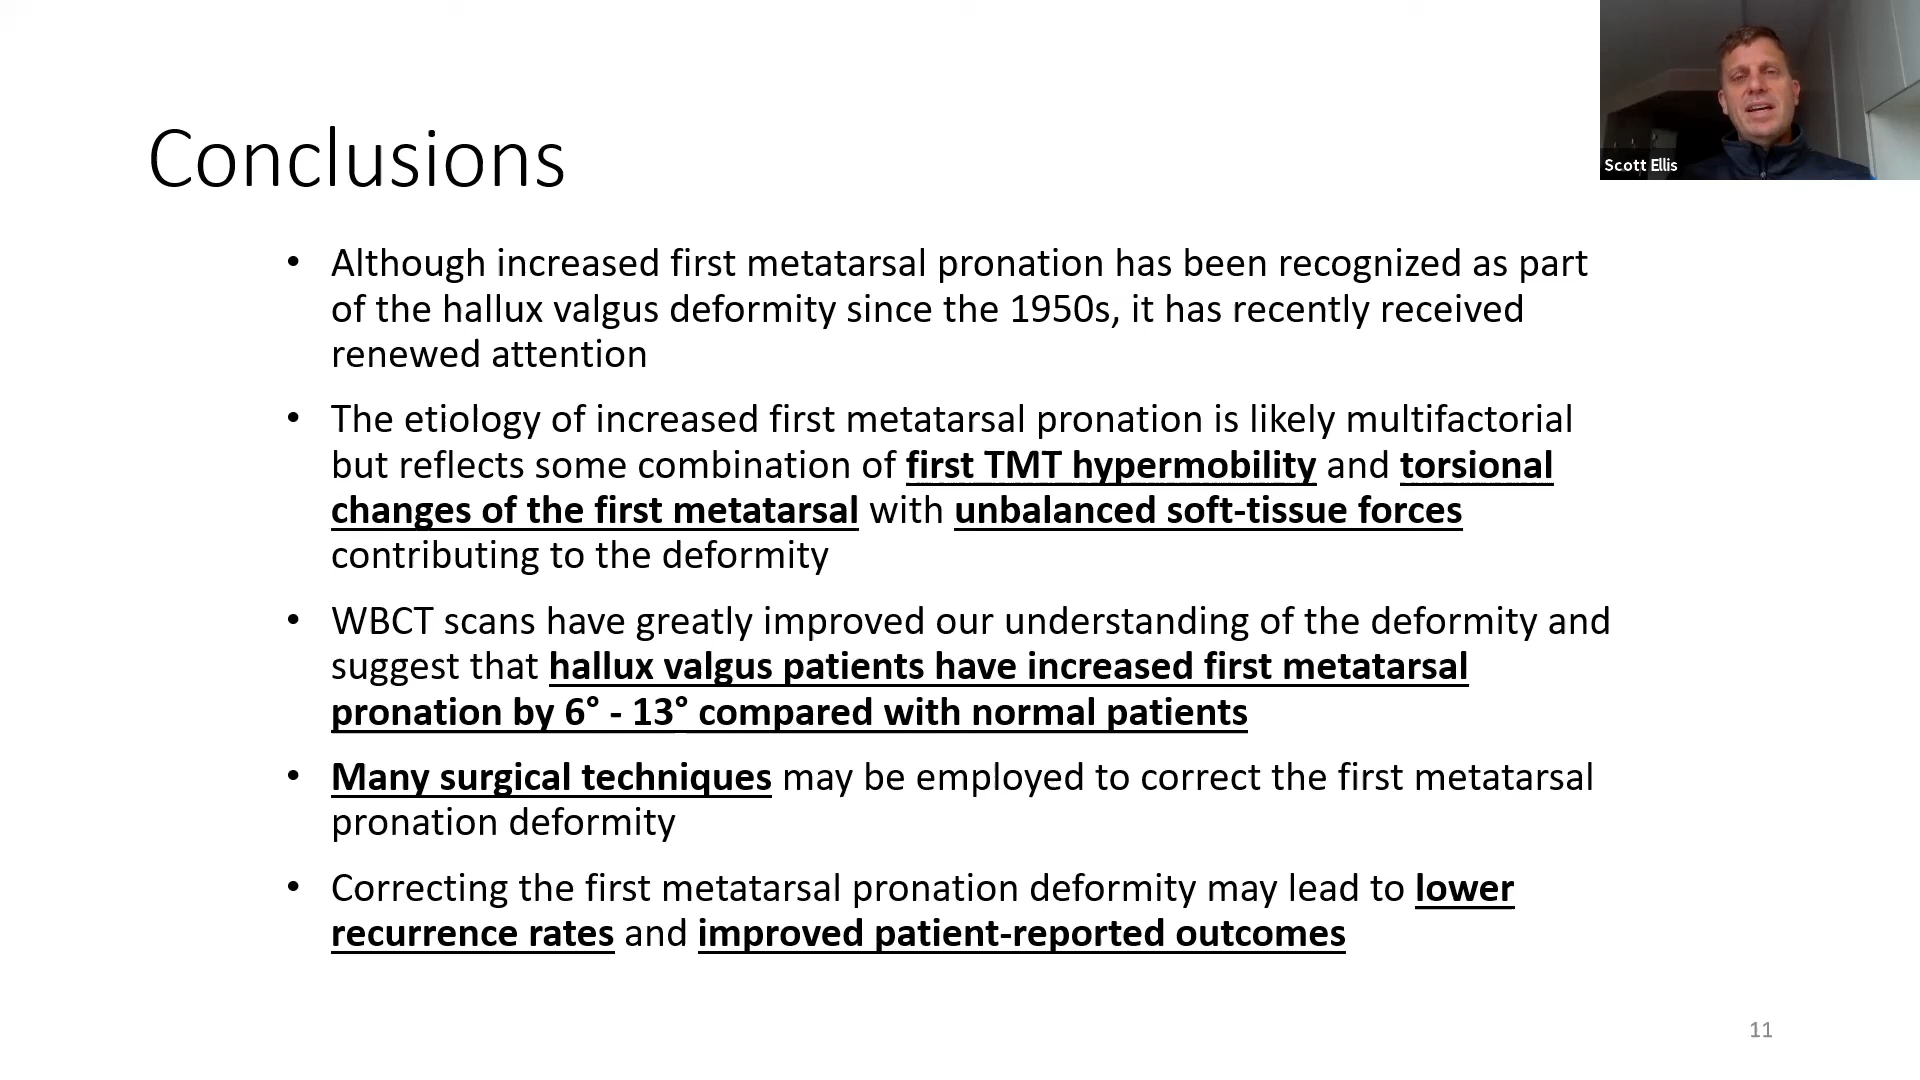 Scott Ellis
Conclusions
• Although increased first metatarsal pronation has been recognized as part
of the hallux valgus deformity since the 1950s, it has recently received
renewed attention
• The etiology of increased first metatarsal pronation is likely multifactorial
but reflects some combination of first TMT hypermobility and torsional
changes of the first metatarsal with unbalanced soft-tissue forces
contributing to the deformity
• WBCT scans have greatly improved our understanding of the deformity and
suggest that hallux valgus patients have increased first metatarsal
pronation by 6° - 13° compared with normal patients
• Many surgical techniques may be employed to correct the first metatarsal
pronation deformity
• Correcting the first metatarsal pronation deformity may lead to lower
recurrence rates and improved patient-reported outcomes
11